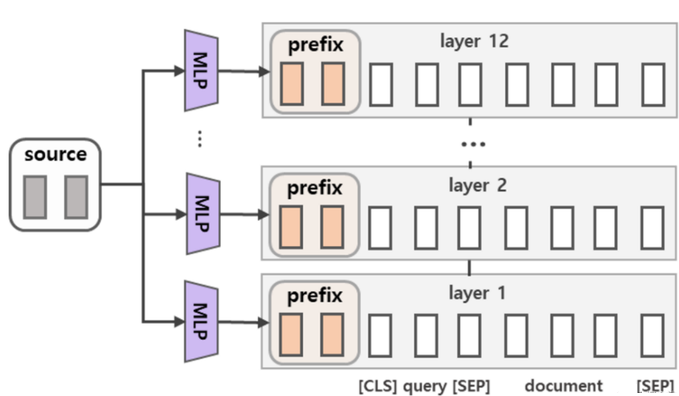 prefix
layer 12
MLP
source
prefix
layer 2
MLP
prefix
layer 1
MLP
[CLS] query [SEP] document [SEP]